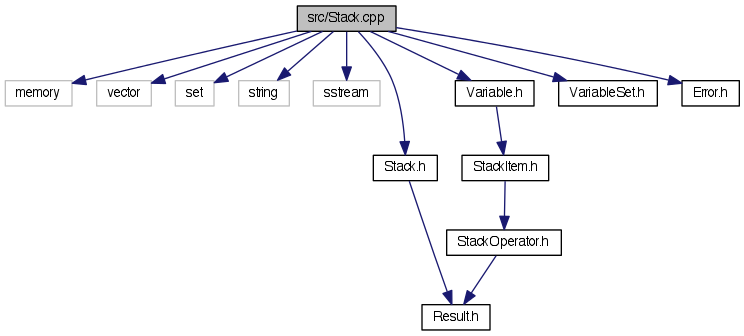 src/Stack.cpp
memory
vector
set
string
sstream
Variable.h
VariableSet.h
Error.h
Stack.h
StackItem.h
StackOperator.h
Result.h